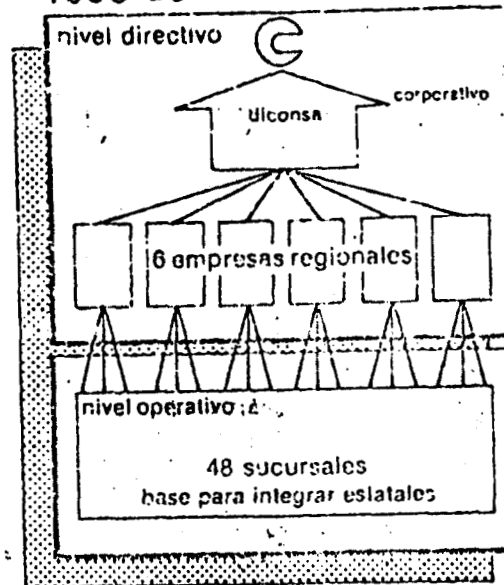 nivel directivo
corporativo
diconsa
6 empresas regionales
nivel operativo
48 sucursales
base para integrar estatales